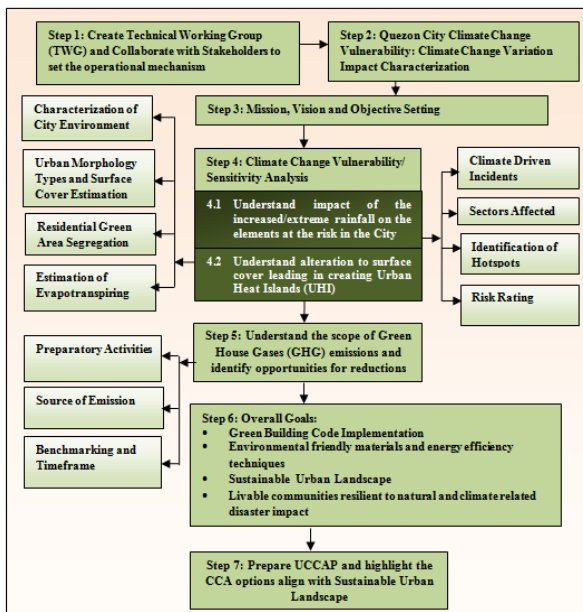 Step 1: Create Technical Working Group
(TWG) and Collaborate with Stakeholders to
set the operational mechanism
Step 2: Quezon City Climate Change
Vulnerability: Climate Change Variation
Impact Characterization
Step 3: Mission, Vision and Objective Setting
Characterization of
City Environment
Urban Morphology
Types and Surface
Cover Estimation
Residential Green
Area Segregation
Estimation of
Evapotranspiring
Step 4: Climate Change Vulnerability/
Sensitivity Analysis
4.1 Understand impact of the
increased/extreme rainfall on the
elements at the risk in the City
4.2 Understand alteration to surface
cover leading in creating Urban
Heat Islands (UHI)
Climate Driven
Incidents
Sectors Affected
Identification of
Hotspots
Risk Rating
Step 5: Understand the scope of Green
House Gases (GHG) emissions and
identify opportunities for reductions
Preparatory Activities
Source of Emission
Benchmarking and
Timeframe
Step 6: Overall Goals:
• Green Building Code Implementation
• Environmental friendly materials and energy efficiency
techniques
• Sustainable Urban Landscape
• Livable communities resilient to natural and climate related
disaster impact
Step 7: Prepare UCCAP and highlight the
CCA options align with Sustainable Urban
Landscape